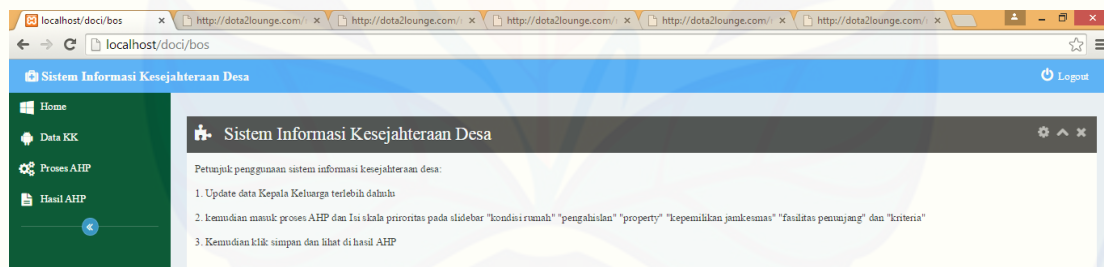 localhost/doci/bos
http://dota2lounge.com/
http://dota2lounge.com/
http://dota2lounge.com/
http://dota2lounge.com/
http://dota2lounge.com/
localhost/doci/bos
Sistem Informasi Kesejahteraan Desa
Logout
Home
Data KK
Proses AHP
Hasil AHP
Sistem Informasi Kesejahteraan Desa
Petunjuk penggunaan sistem informasi kesejahteraan desa:
1. Update data Kepala Keluarga terlebih dahulu
2. kemudian masuk proses AHP dan Isi skala priroritas pada slidebar "kondisi rumah" "pengahislan" "property" "kepemilikan jamkesmas" "fasilitas penunjang" dan "kriteria"
3. Kemudian klik simpan dan lihat di hasil AHP